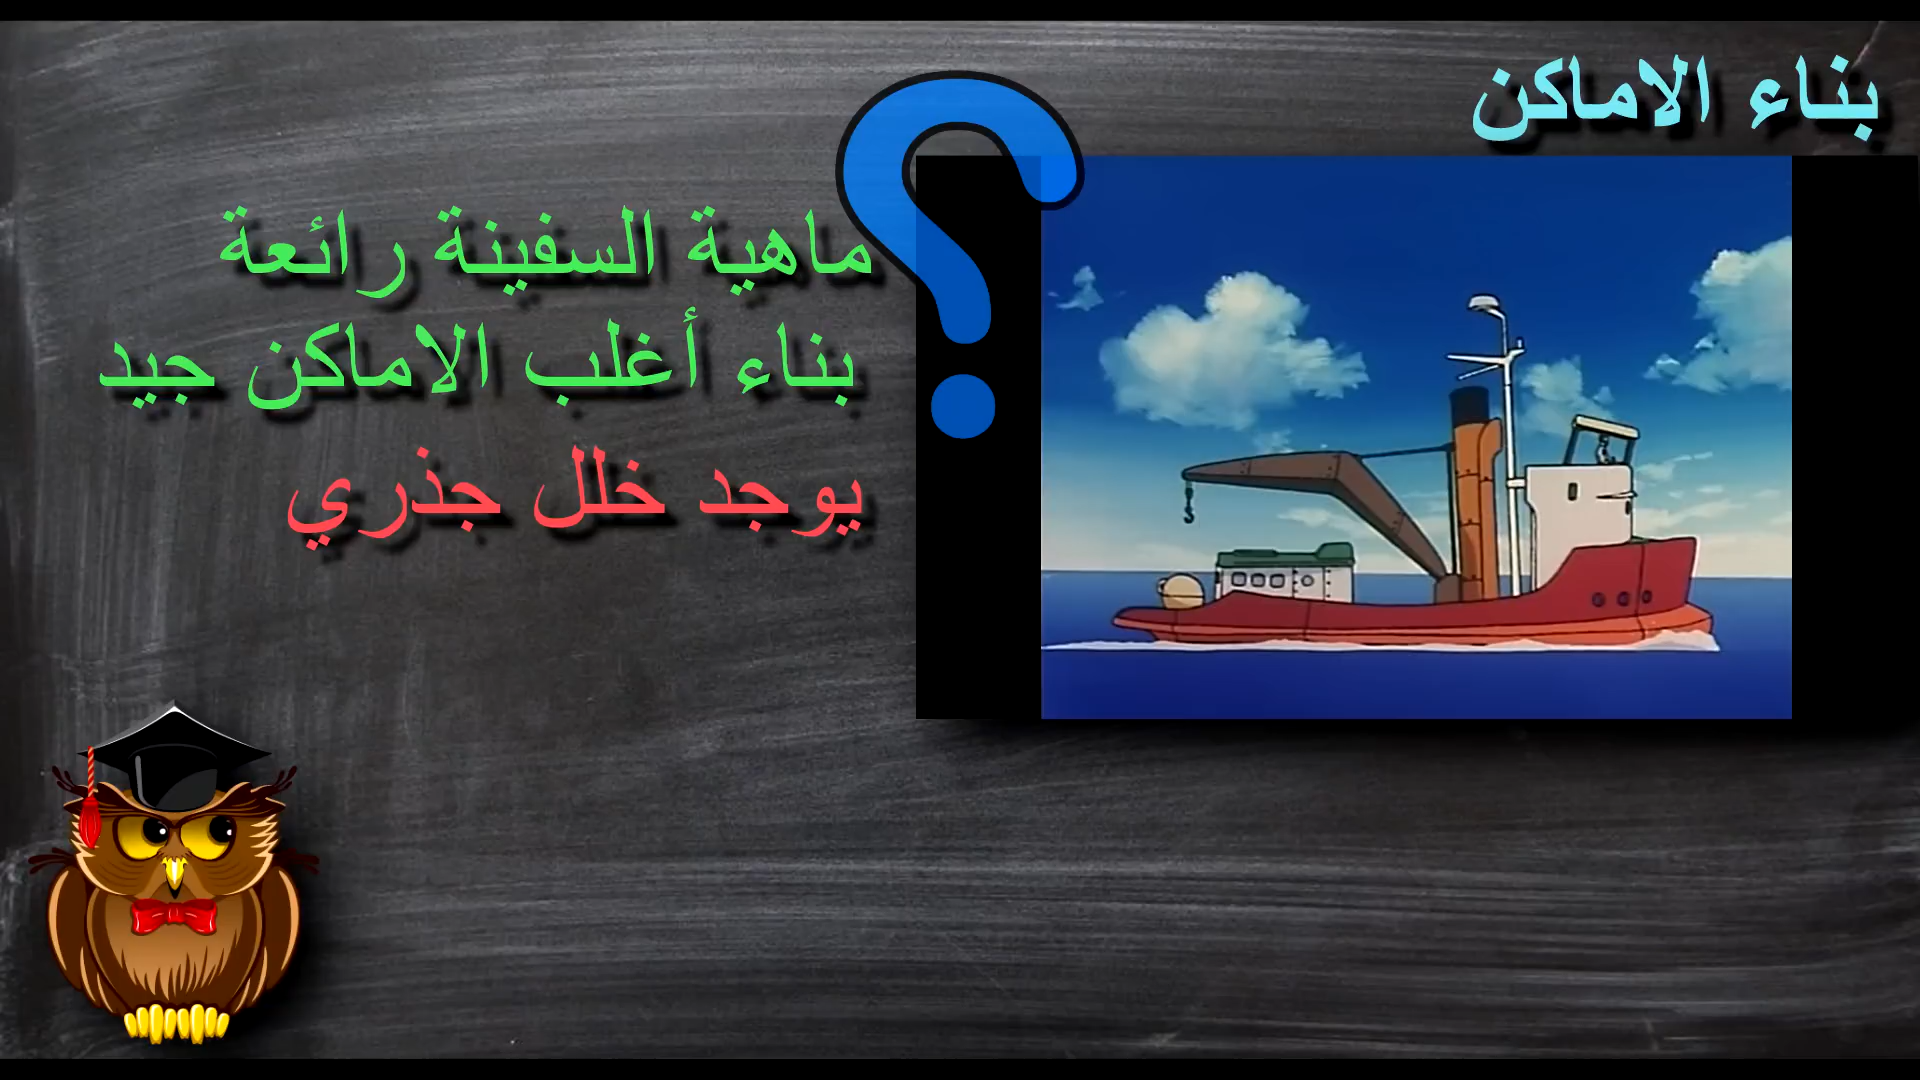 بناء الاماكن
ماهية السفينة رائعة
بناء أغلب الاماكن جيد
يوجد خلل جذري
؟